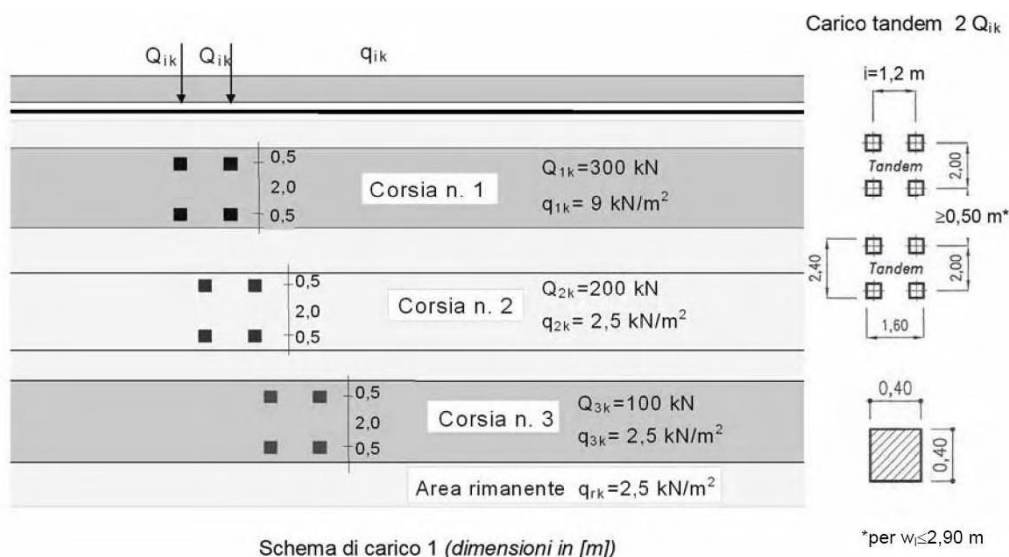 Carico tandem 2 Qik
Qik
Qik
qik
i=1,2 m
0,5
2,0
0,5
Corsia n. 1
Q1k=300 kN
q1k= 9 kN/m²
Tandem
2,00
≥0,50 m*
0,5
2,0
0,5
Corsia n. 2
Q2k=200 kN
q2k= 2,5 kN/m²
2,40
Tandem
2,00
1,60
0,5
2,0
0,5
Corsia n. 3
Q3k=100 kN
q3k= 2,5 kN/m²
0,40
0,40
Area rimanente qrk=2,5 kN/m²
Schema di carico 1 (dimensioni in [m])
*per wl≤2,90 m